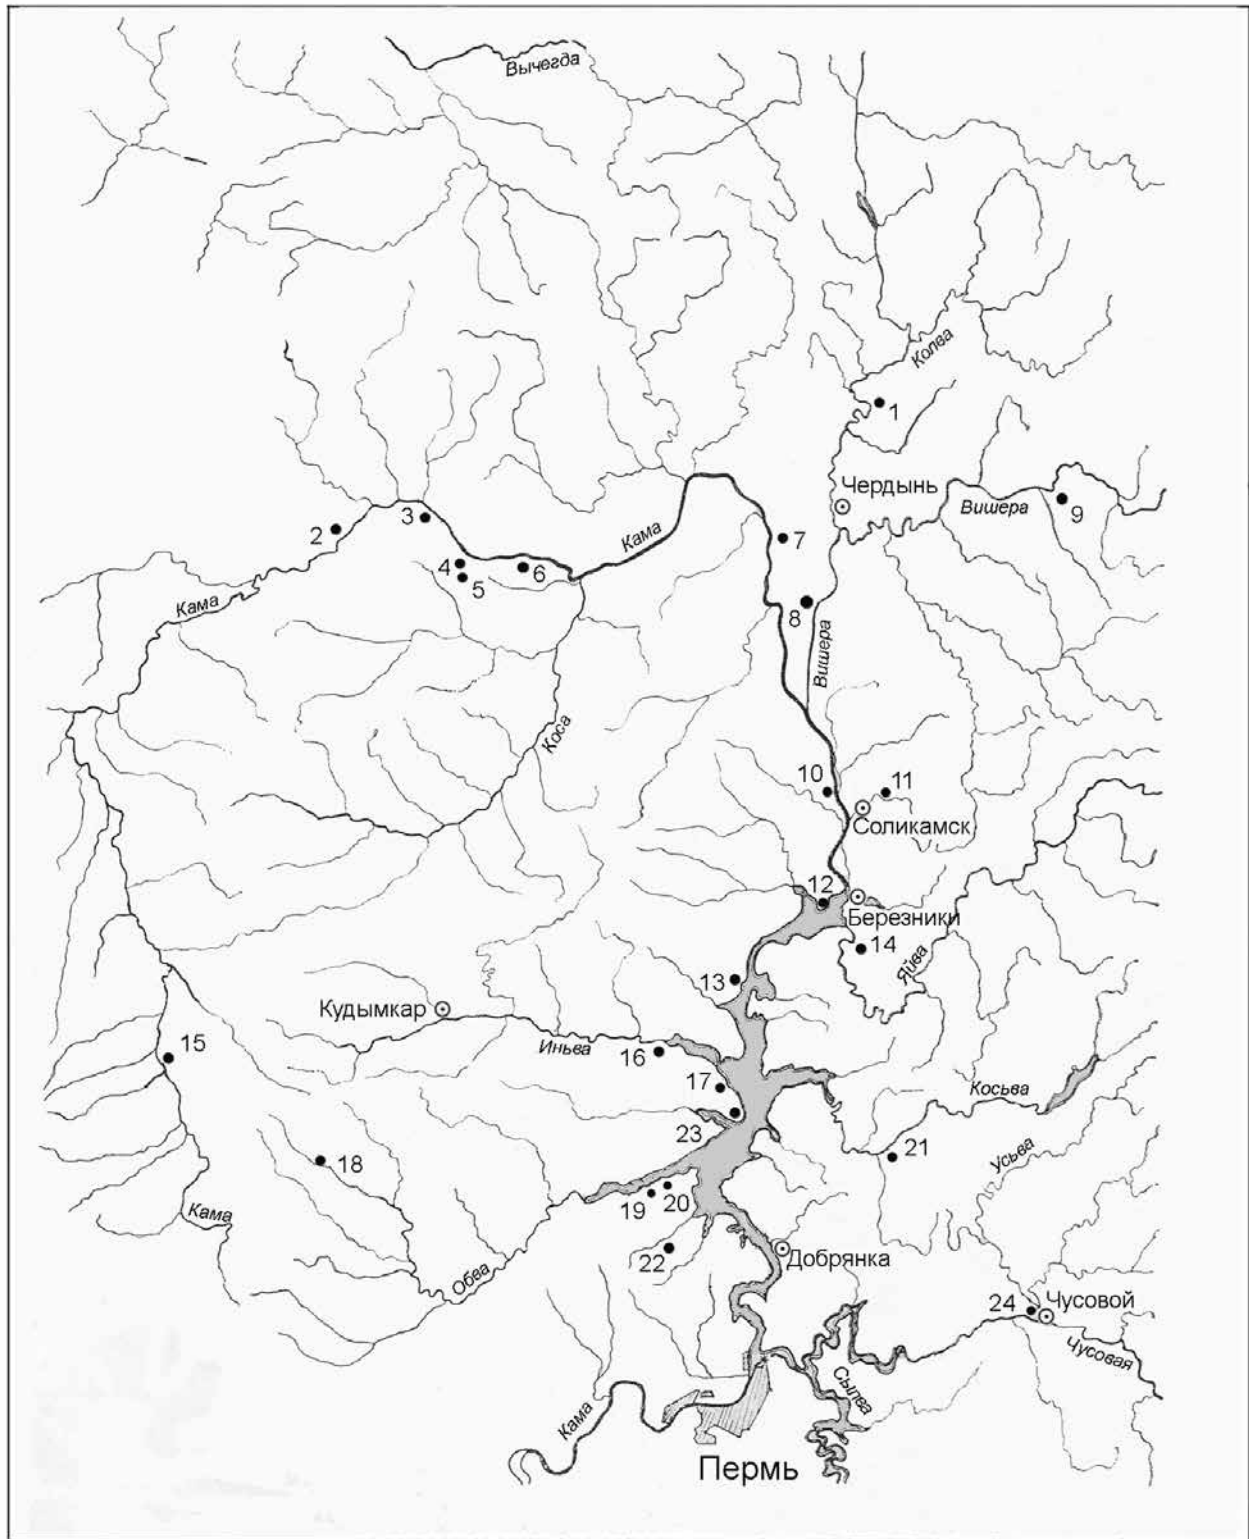 Вычегда
Колва
1
Чердынь
Вишера
9
3
2
7
Кама
4
6
5
Кама
8
Вишера
Коса
10
11
Соликамск
12
Березники
14
Яйва
13
Кудымкар
Иньва
16
15
17
Косьва
23
21
Усьва
18
20
19
Кама
22
Добрянка
Обва
24
Чусовой
Чусовая
Сылва
Кама
Пермь